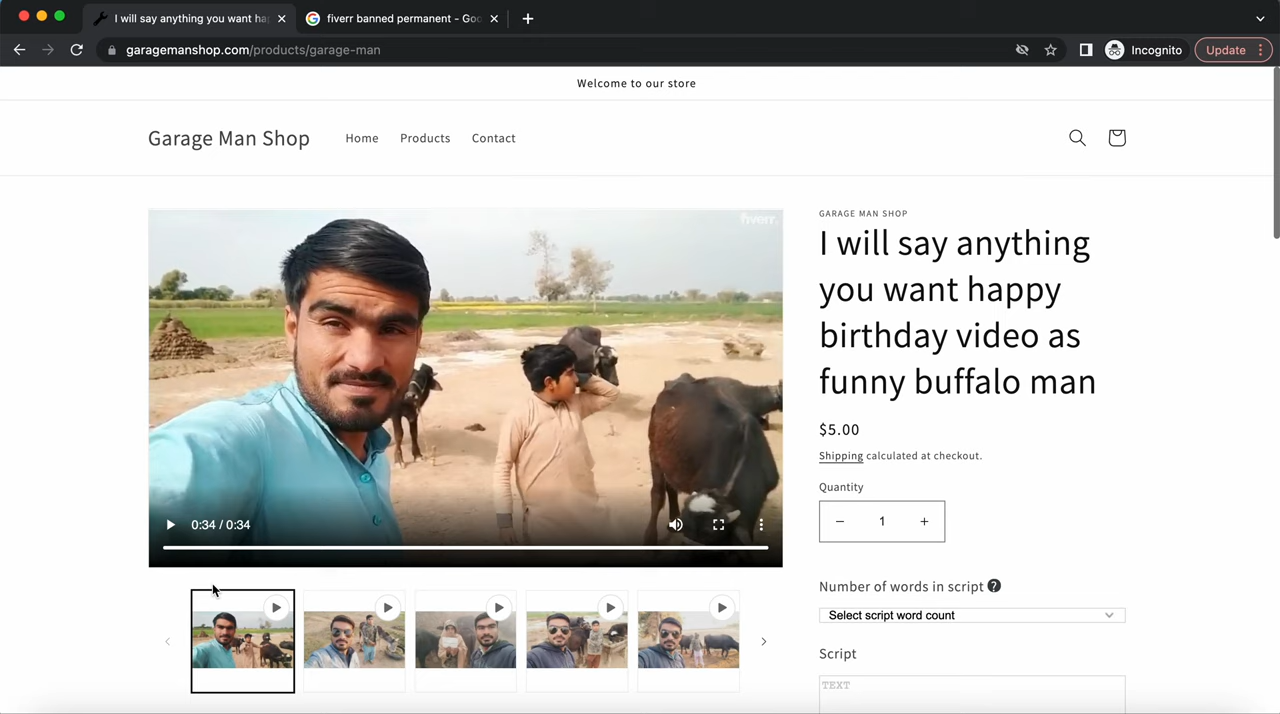 I will say anything you want ha
fiverr banned permanent - Goo
garagemanshop.com/products/garage-man
Incognito
Update
Welcome to our store
Garage Man Shop
Home
Products
Contact
fiverr
GARAGE MAN SHOP
I will say anything
you want happy
birthday video as
funny buffalo man
$5.00
Shipping calculated at checkout.
Quantity
− 1 +
0:34 / 0:34
Number of words in script ?
Select script word count
Script
TEXT